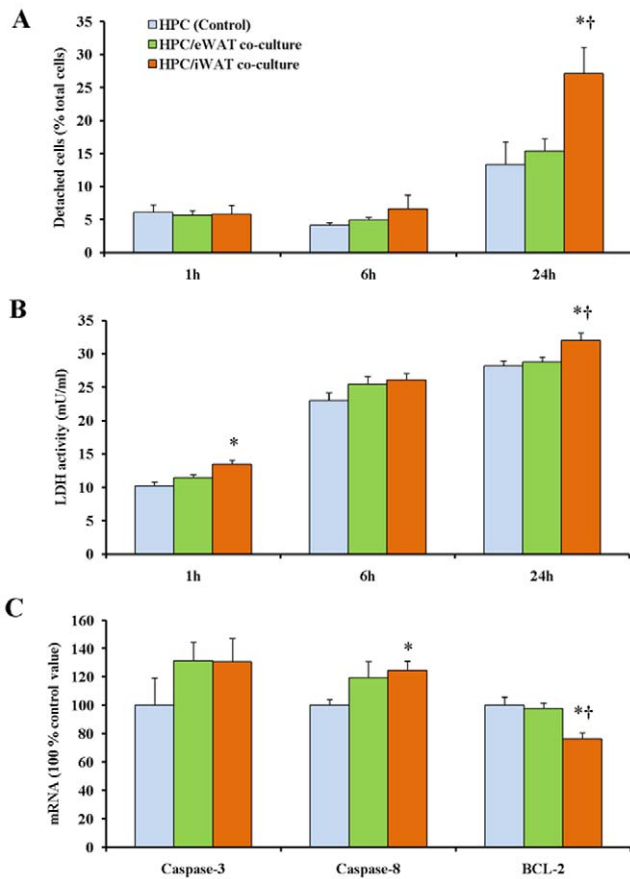 A
HPC (Control)
HPC/eWAT co-culture
HPC/iWAT co-culture
*†
Detached cells (% total cells)
35
30
25
20
15
10
5
0
1h
6h
24h
B
*†
LDH activity (mU/ml)
35
30
25
20
15
10
5
0
*
1h
6h
24h
C
mRNA (100 % control value)
160
140
120
100
80
60
40
20
0
*
*†
Caspase-3
Caspase-8
BCL-2